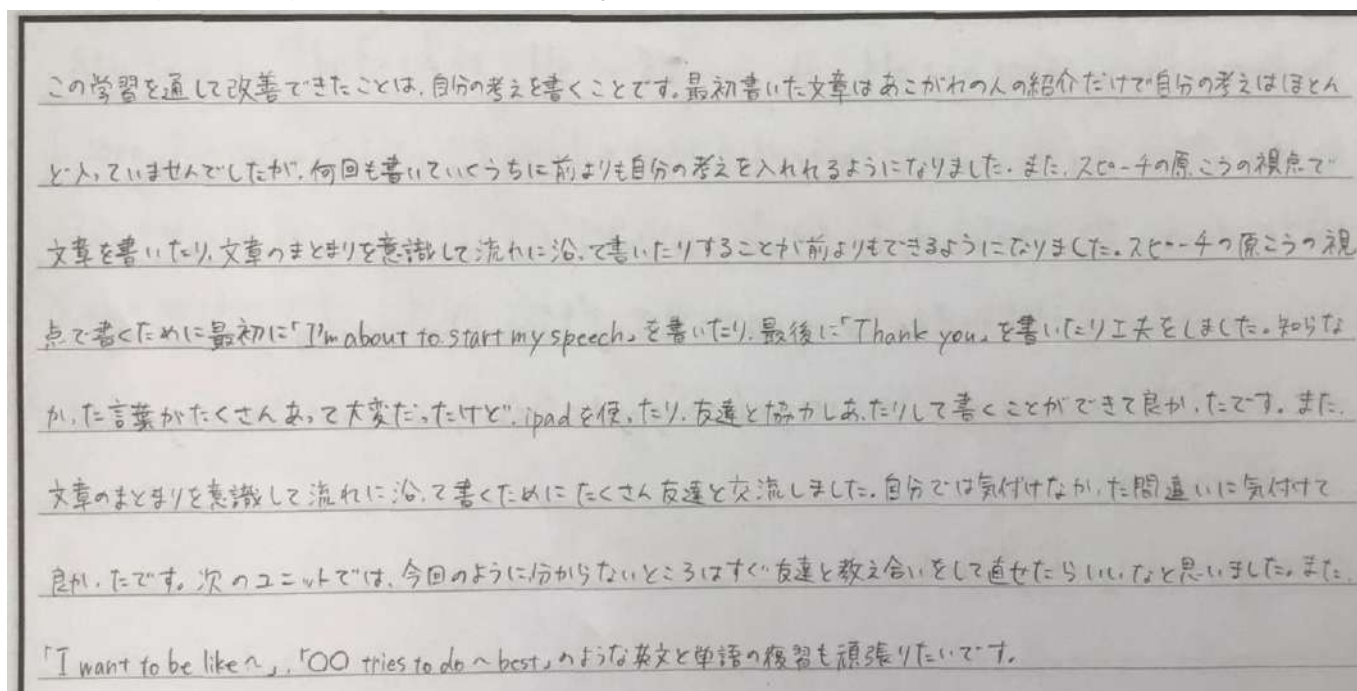 この学習を通して改善できたことは、自分の考えを書くことです。最初書いた文章はあこがれの人の紹介だけで自分の考えはほとん
ど入っていませんでしたが、何回も書いていくうちに前よりも自分の考えを入れれるようになりました。また、スピーチの原こうの視点で
文章を書いたり、文章のまとまりを意識して流れに沿って書いたりすることが前よりもできるようになりました。スピーチの原こうの視
点で書くために最初に「I'm about to start my speech」を書いたり、最後に「Thank you」を書いたり工夫をしました。知らな
かった言葉がたくさんあって大変だったけど、ipadを使ったり、友達と協力しあったりして書くことができて良かったです。また、
文章のまとまりを意識して流れに沿って書くためにたくさん友達と交流しました。自分では気付けなかった間違いに気付けて
良かったです。次のユニットでは、今回のように分からないところはすぐ友達と教え合いをして直せたらいいなと思いました。また、
「I want to be like〜」、「〇〇 tries to do 〜 best」のような英文と単語の復習も頑張りたいです。